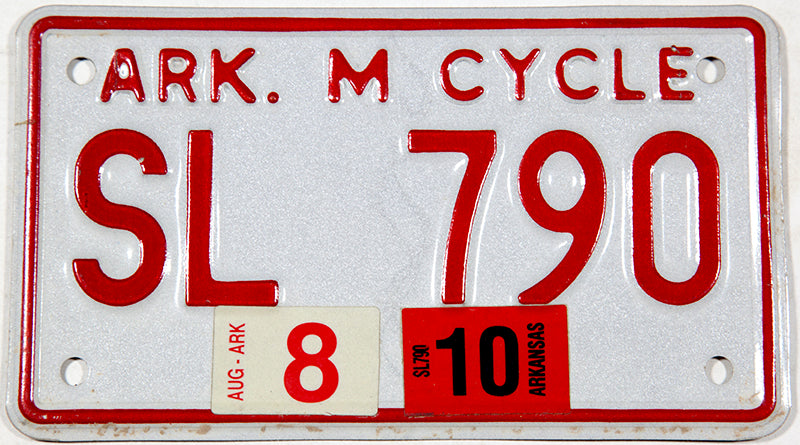 ARK. M CYCLE
SL 790
AUG - ARK
8
SL790
10
ARKANSAS